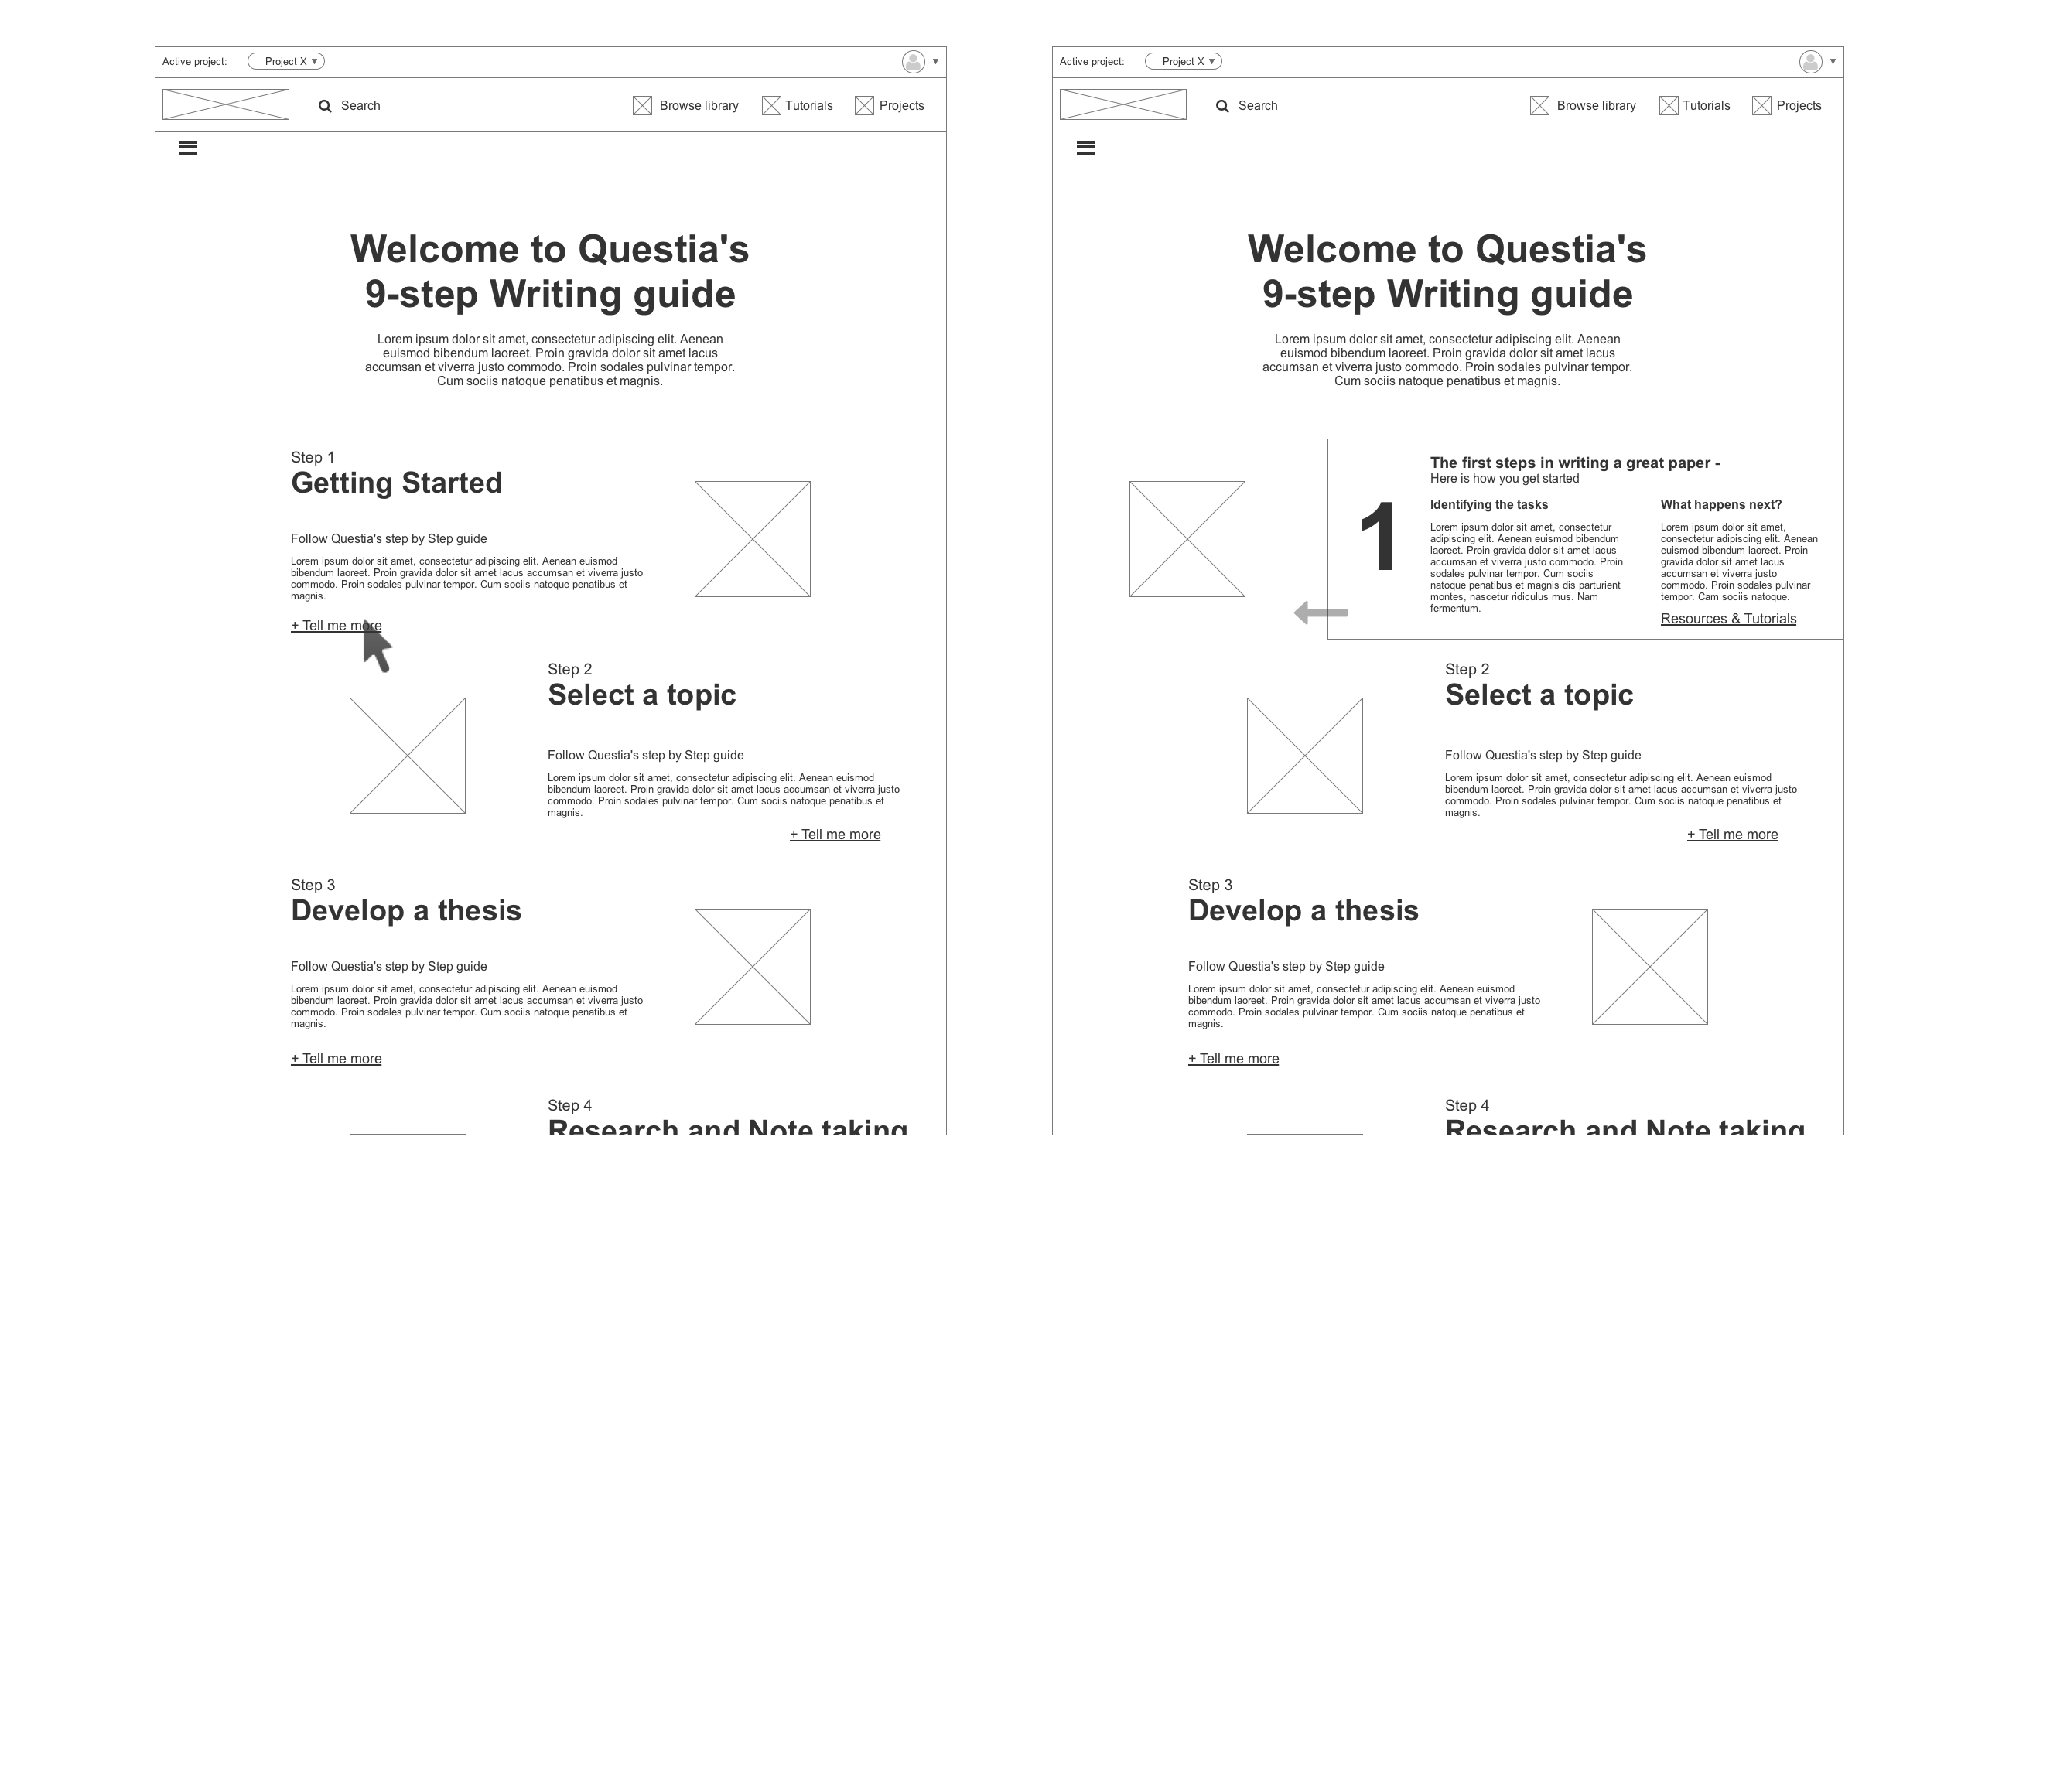 Active project:
Project X ▼
▼
Search
Browse library
Tutorials
Projects
Welcome to Questia's
9-step Writing guide
Lorem ipsum dolor sit amet, consectetur adipiscing elit. Aenean
euismod bibendum laoreet. Proin gravida dolor sit amet lacus
accumsan et viverra justo commodo. Proin sodales pulvinar tempor.
Cum sociis natoque penatibus et magnis.
Step 1
Getting Started
Follow Questia's step by Step guide
Lorem ipsum dolor sit amet, consectetur adipiscing elit. Aenean euismod
bibendum laoreet. Proin gravida dolor sit amet lacus accumsan et viverra justo
commodo. Proin sodales pulvinar tempor. Cum sociis natoque penatibus et
magnis.
+ Tell me more
Step 2
Select a topic
Follow Questia's step by Step guide
Lorem ipsum dolor sit amet, consectetur adipiscing elit. Aenean euismod
bibendum laoreet. Proin gravida dolor sit amet lacus accumsan et viverra justo
commodo. Proin sodales pulvinar tempor. Cum sociis natoque penatibus et
magnis.
+ Tell me more
Step 3
Develop a thesis
Follow Questia's step by Step guide
Lorem ipsum dolor sit amet, consectetur adipiscing elit. Aenean euismod
bibendum laoreet. Proin gravida dolor sit amet lacus accumsan et viverra justo
commodo. Proin sodales pulvinar tempor. Cum sociis natoque penatibus et
magnis.
+ Tell me more
Step 4
Research and Note taking
Active project:
Project X ▼
▼
Search
Browse library
Tutorials
Projects
Welcome to Questia's
9-step Writing guide
Lorem ipsum dolor sit amet, consectetur adipiscing elit. Aenean
euismod bibendum laoreet. Proin gravida dolor sit amet lacus
accumsan et viverra justo commodo. Proin sodales pulvinar tempor.
Cum sociis natoque penatibus et magnis.
1
The first steps in writing a great paper -
Here is how you get started
Identifying the tasks
Lorem ipsum dolor sit amet, consectetur
adipiscing elit. Aenean euismod bibendum
laoreet. Proin gravida dolor sit amet lacus
accumsan et viverra justo commodo. Proin
sodales pulvinar tempor. Cum sociis
natoque penatibus et magnis dis parturient
montes, nascetur ridiculus mus. Nam
fermentum.
What happens next?
Lorem ipsum dolor sit amet,
consectetur adipiscing elit. Aenean
euismod bibendum laoreet. Proin
gravida dolor sit amet lacus
accumsan et viverra justo
commodo. Proin sodales pulvinar
tempor. Cam sociis natoque.
Resources & Tutorials
Step 2
Select a topic
Follow Questia's step by Step guide
Lorem ipsum dolor sit amet, consectetur adipiscing elit. Aenean euismod
bibendum laoreet. Proin gravida dolor sit amet lacus accumsan et viverra justo
commodo. Proin sodales pulvinar tempor. Cum sociis natoque penatibus et
magnis.
+ Tell me more
Step 3
Develop a thesis
Follow Questia's step by Step guide
Lorem ipsum dolor sit amet, consectetur adipiscing elit. Aenean euismod
bibendum laoreet. Proin gravida dolor sit amet lacus accumsan et viverra justo
commodo. Proin sodales pulvinar tempor. Cum sociis natoque penatibus et
magnis.
+ Tell me more
Step 4
Research and Note taking